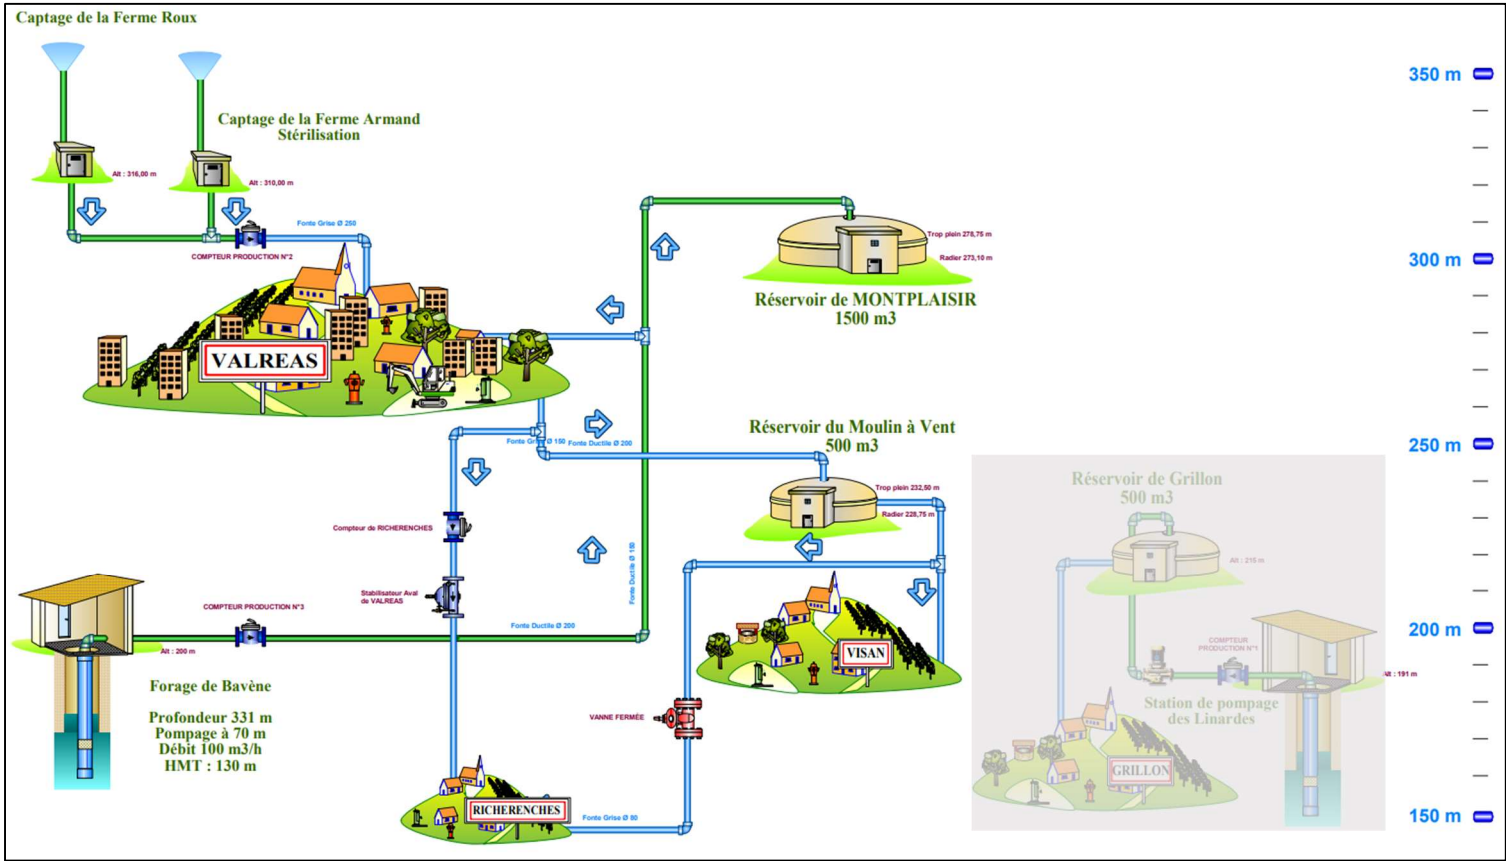 Captage de la Ferme Roux
350 m
Captage de la Ferme Armand
Stérilisation
Alt : 316,00 m
Alt : 310,00 m
Fonte Grise Ø 250
COMPTEUR PRODUCTION N°2
Trop plein 278,75 m
Radier 273,10 m
300 m
Réservoir de MONTPLAISIR
1500 m3
VALREAS
Réservoir du Moulin à Vent
500 m3
Fonte Grise Ø 150
Fonte Ductile Ø 200
250 m
Réservoir de Grillon
500 m3
Trop plein 232,50 m
Radier 228,75 m
Compteur de RICHERENCHES
Fonte Ductile Ø 150
Alt : 215 m
Stabilisateur Aval
de VALREAS
COMPTEUR PRODUCTION N°3
Fonte Ductile Ø 200
200 m
Alt : 200 m
VISAN
COMPTEUR
PRODUCTION N°1
Alt : 191 m
Forage de Bavène
Profondeur 331 m
Pompage à 70 m
Débit 100 m3/h
HMT : 130 m
VANNE FERMÉE
Station de pompage
des Linardes
GRILLON
RICHERENCHES
Fonte Grise Ø 80
150 m